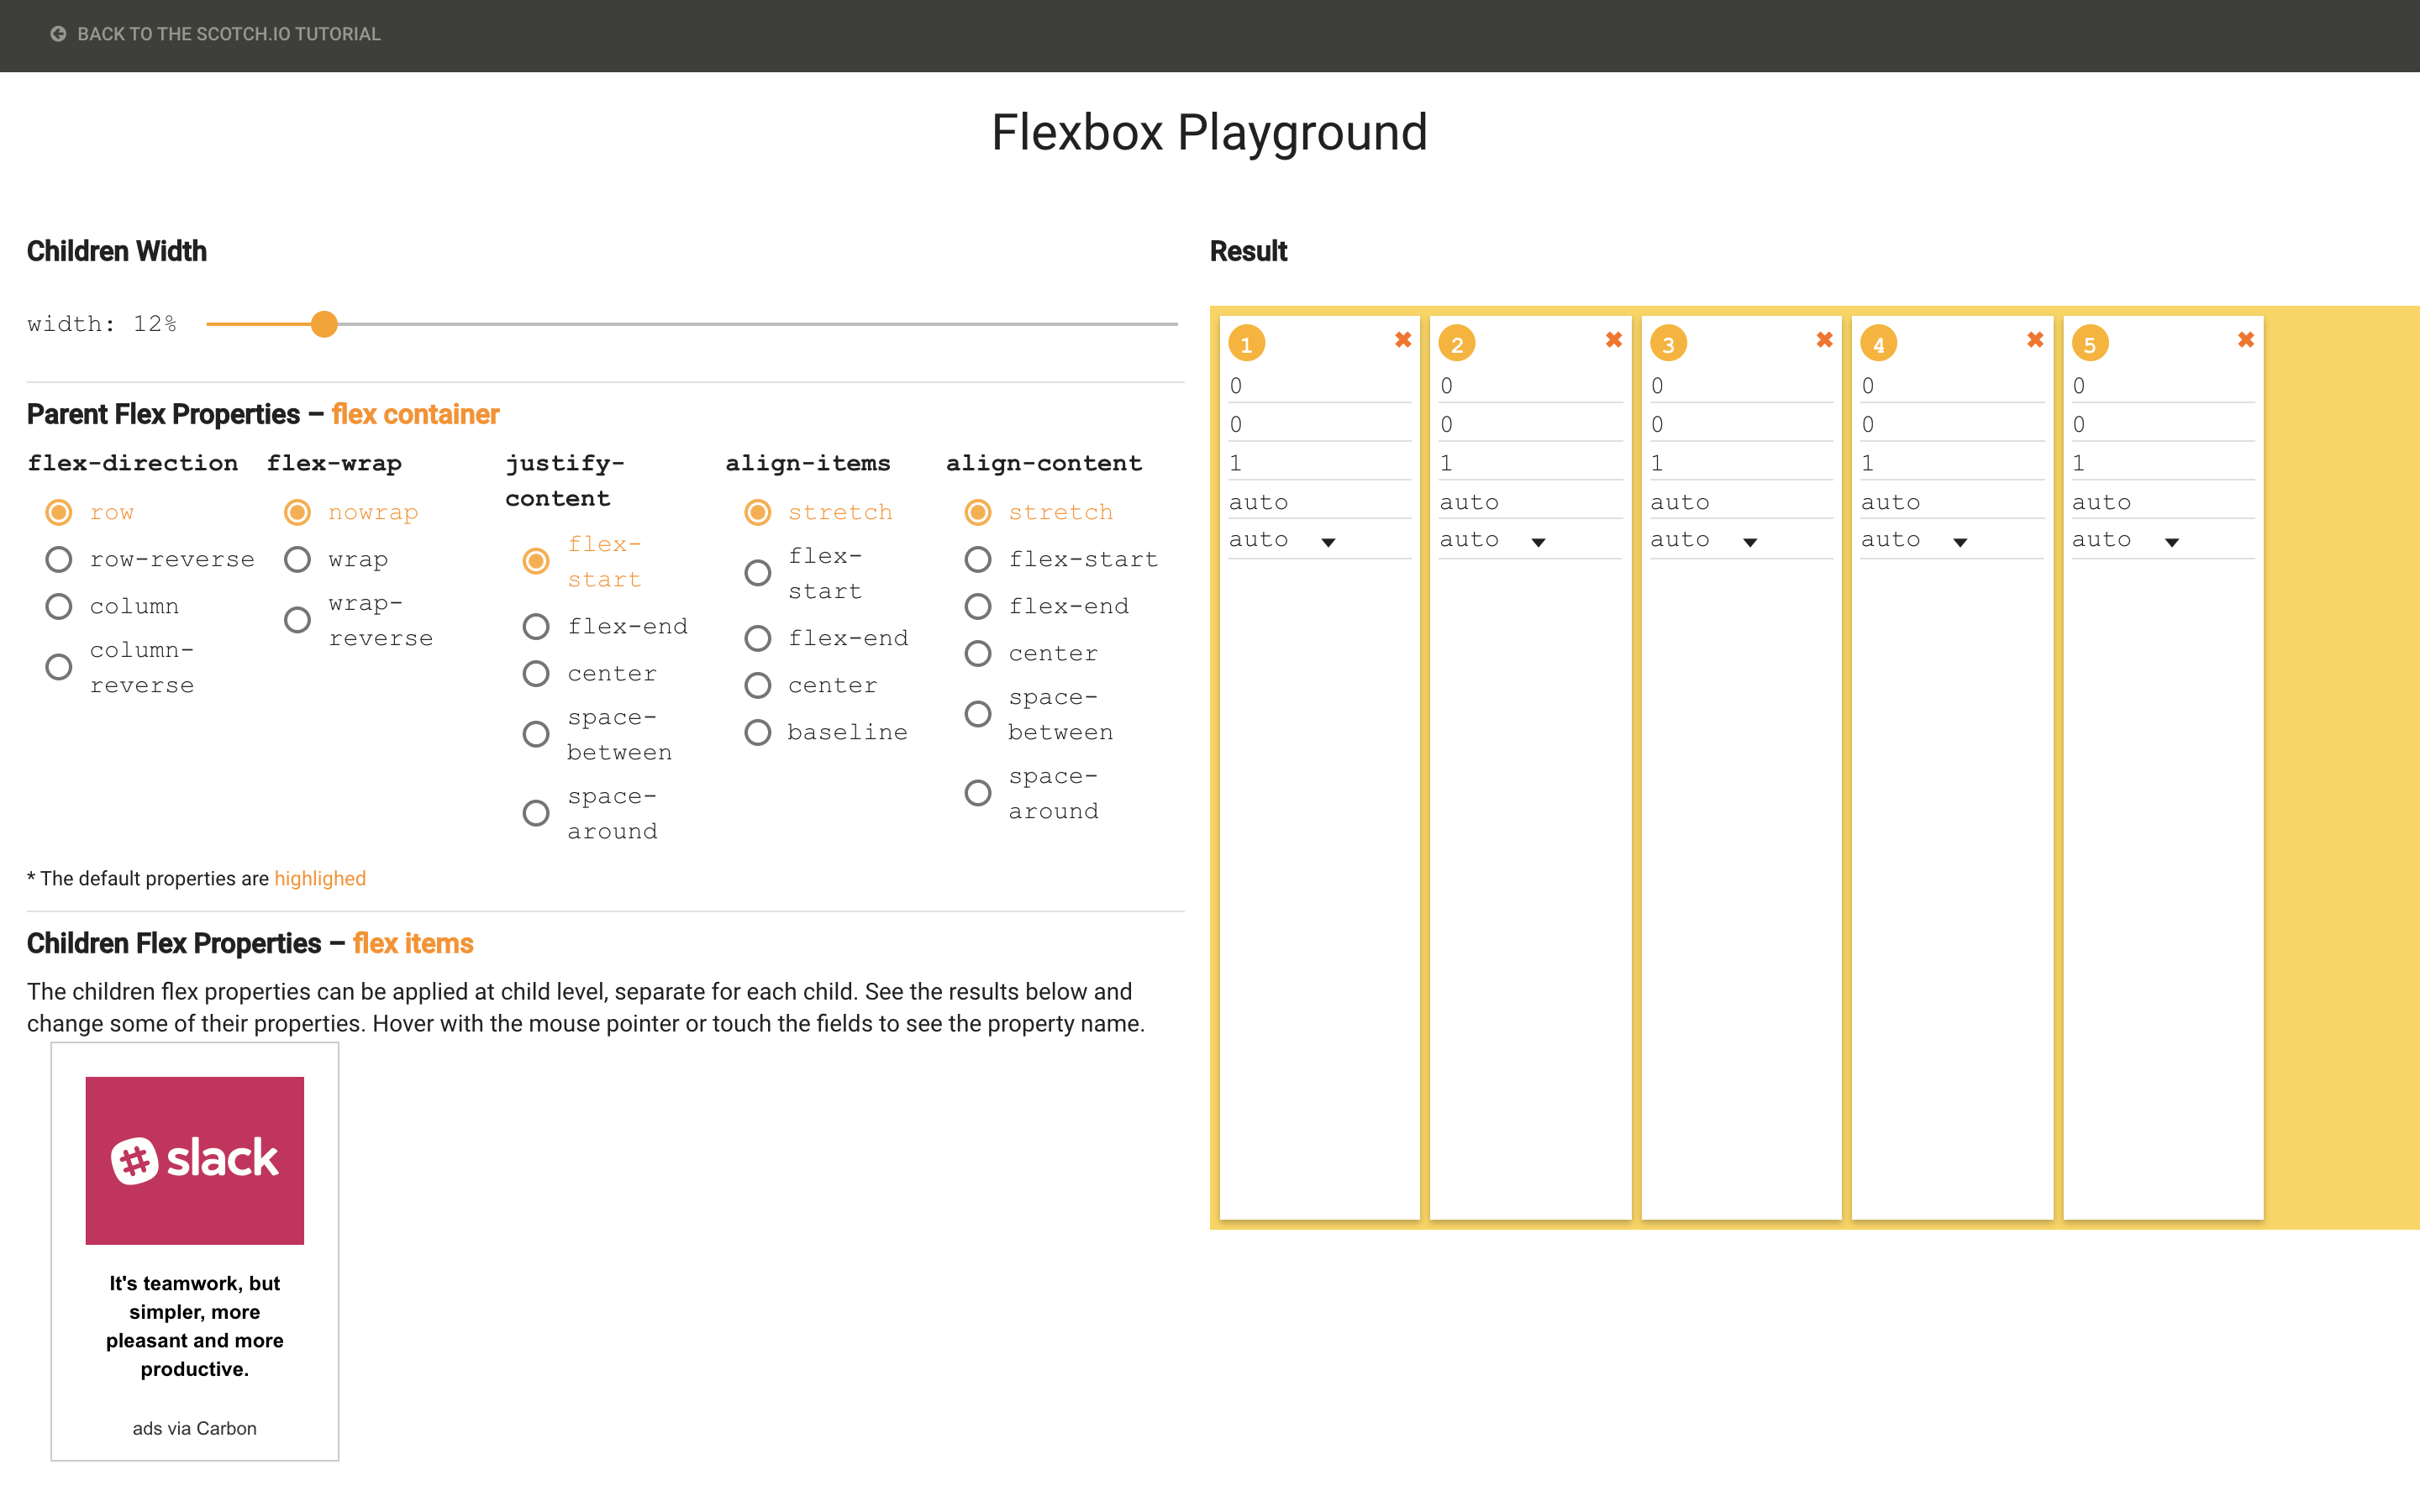 BACK TO THE SCOTCH.IO TUTORIAL
Flexbox Playground
Children Width
width: 12%
Parent Flex Properties – flex container
flex-direction
row
row-reverse
column
column-
reverse
flex-wrap
nowrap
wrap
wrap-
reverse
justify-
content
flex-
start
flex-end
center
space-
between
space-
around
align-items
stretch
flex-
start
flex-end
center
baseline
align-content
stretch
flex-start
flex-end
center
space-
between
space-
around
* The default properties are highlighed
Children Flex Properties – flex items
The children flex properties can be applied at child level, separate for each child. See the results below and
change some of their properties. Hover with the mouse pointer or touch the fields to see the property name.
slack
It's teamwork, but
simpler, more
pleasant and more
productive.
ads via Carbon
Result
1
0
0
1
auto
auto
2
0
0
1
auto
auto
3
0
0
1
auto
auto
4
0
0
1
auto
auto
5
0
0
1
auto
auto